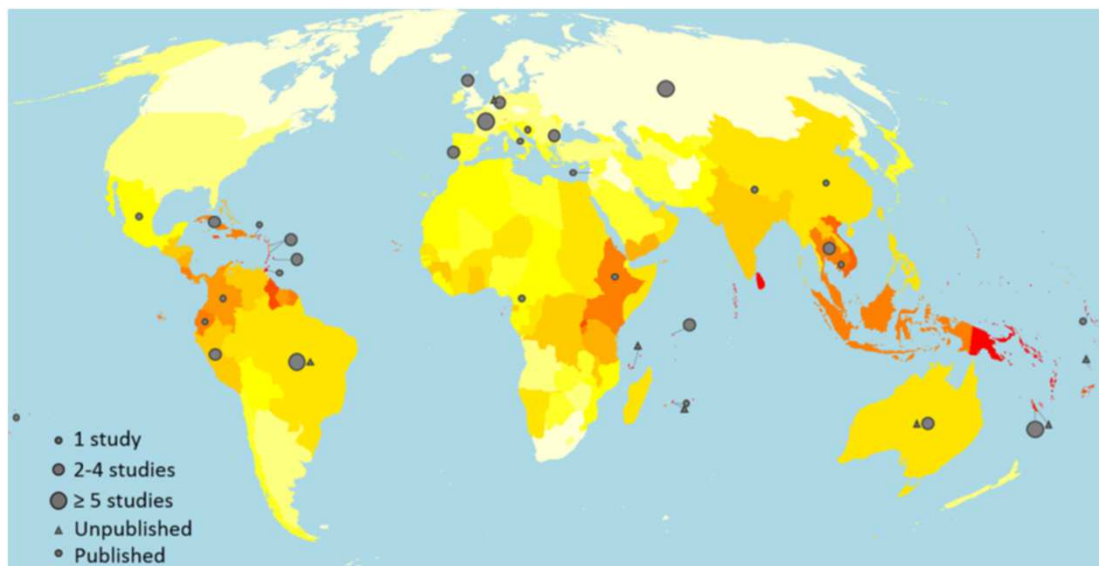 1 study
2-4 studies
≥ 5 studies
Unpublished
Published